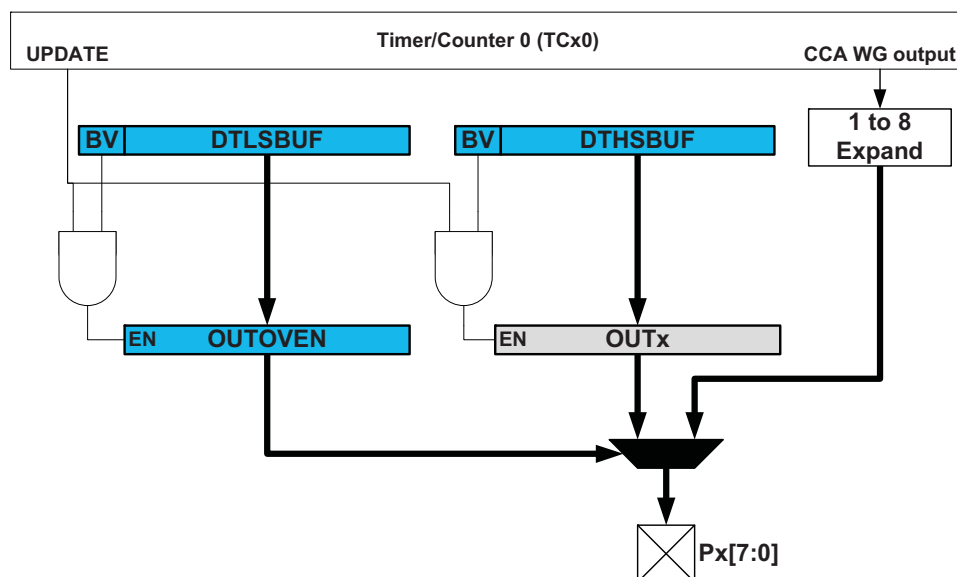 Timer/Counter 0 (TCx0)
UPDATE
CCA WG output
BV
DTLSBUF
BV
DTHSBUF
1 to 8
Expand
EN
OUTOVEN
EN
OUTx
Px[7:0]